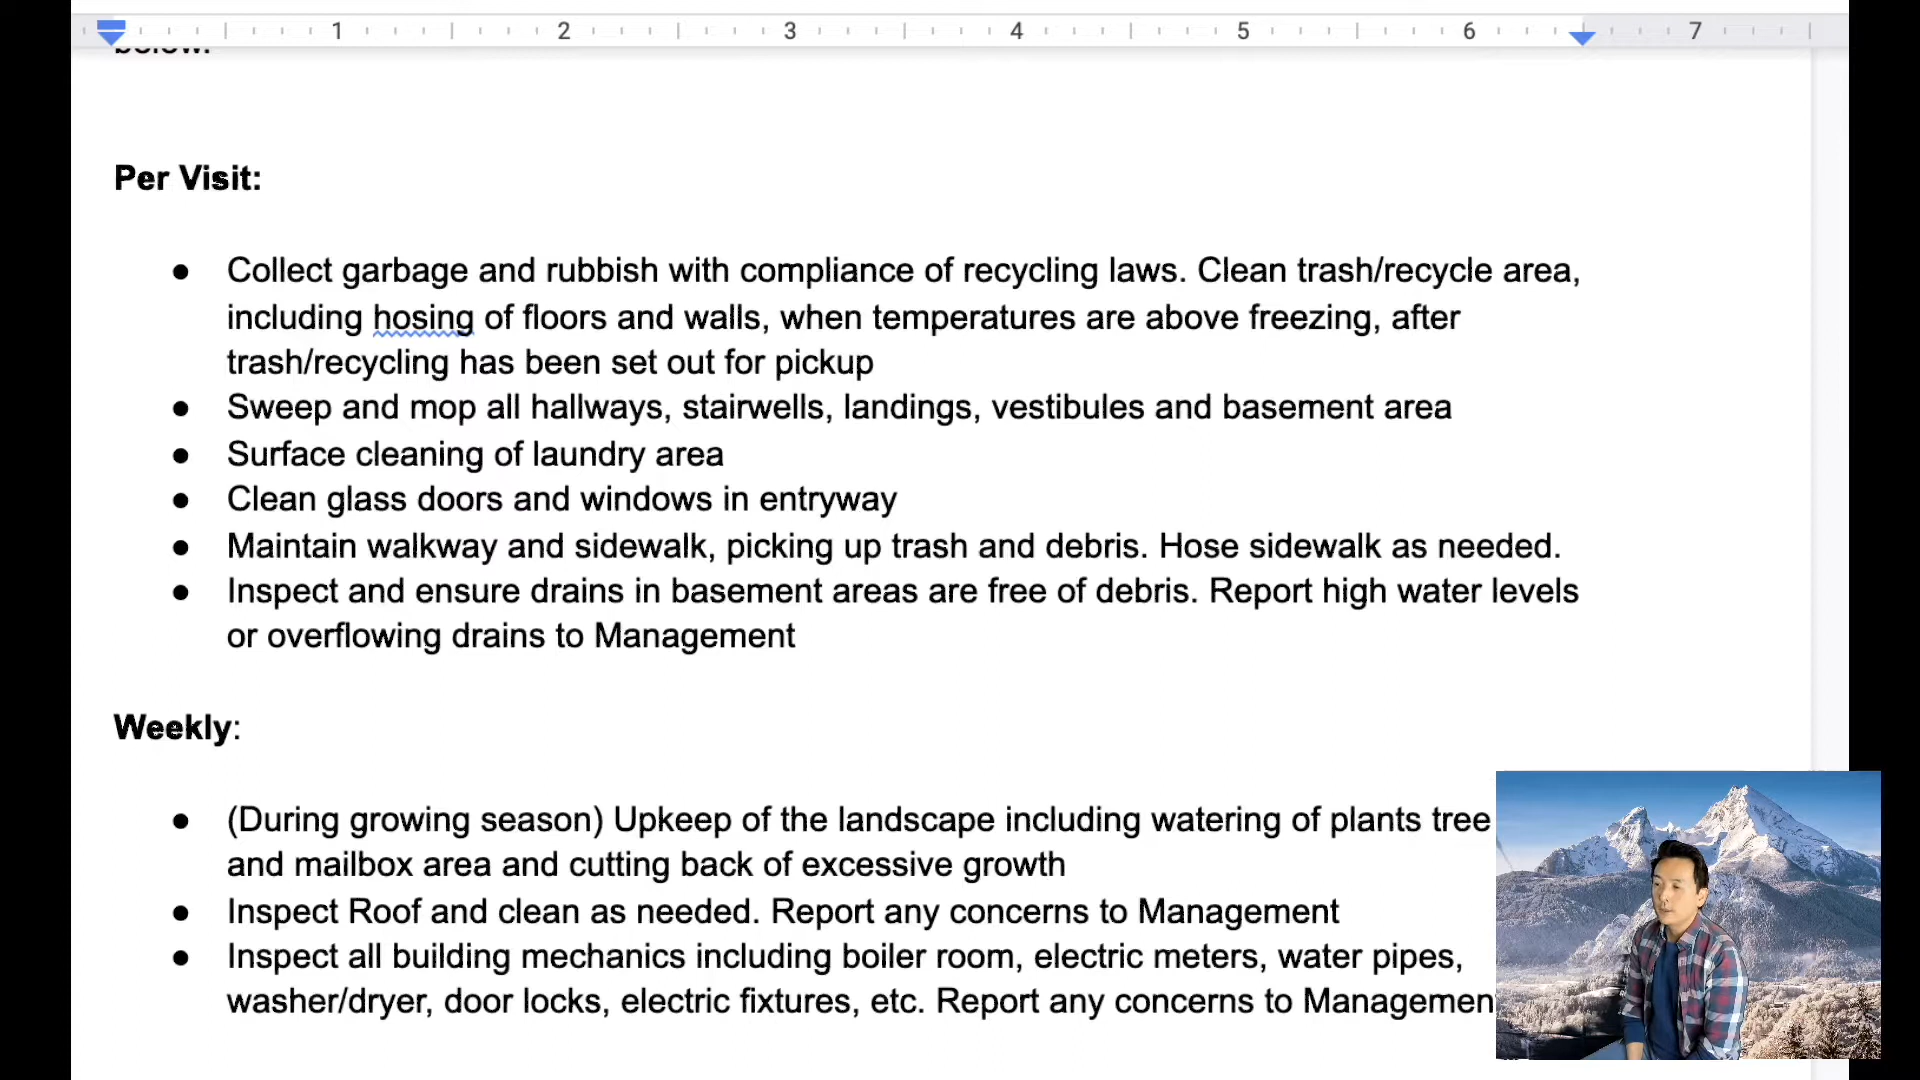 1 2 3 4 5 6 7
below:
Per Visit:
● Collect garbage and rubbish with compliance of recycling laws. Clean trash/recycle area,
including hosing of floors and walls, when temperatures are above freezing, after
trash/recycling has been set out for pickup
● Sweep and mop all hallways, stairwells, landings, vestibules and basement area
● Surface cleaning of laundry area
● Clean glass doors and windows in entryway
● Maintain walkway and sidewalk, picking up trash and debris. Hose sidewalk as needed.
● Inspect and ensure drains in basement areas are free of debris. Report high water levels
or overflowing drains to Management
Weekly:
● (During growing season) Upkeep of the landscape including watering of plants tree
and mailbox area and cutting back of excessive growth
● Inspect Roof and clean as needed. Report any concerns to Management
● Inspect all building mechanics including boiler room, electric meters, water pipes,
washer/dryer, door locks, electric fixtures, etc. Report any concerns to Managemen